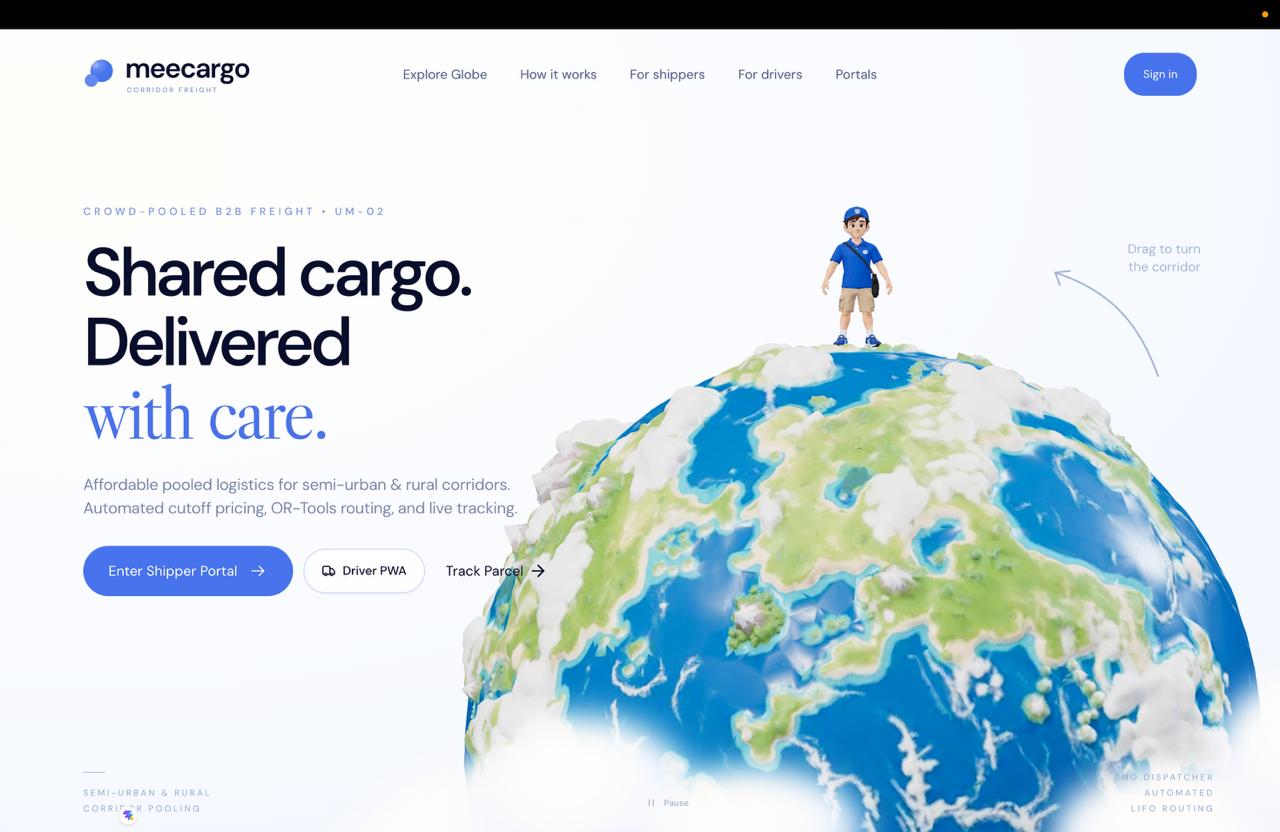 meecargo
CORRIDOR FREIGHT
Explore Globe
How it works
For shippers
For drivers
Portals
Sign in
CROWD-POOLED B2B FREIGHT • UM-02
Shared cargo.
Delivered
with care.
Drag to turn
the corridor
Affordable pooled logistics for semi-urban & rural corridors.
Automated cutoff pricing, OR-Tools routing, and live tracking.
Enter Shipper Portal →
Driver PWA
Track Parcel →
SEMI-URBAN & RURAL
CORRIDOR POOLING
Pause
NO DISPATCHER
AUTOMATED
LIFO ROUTING